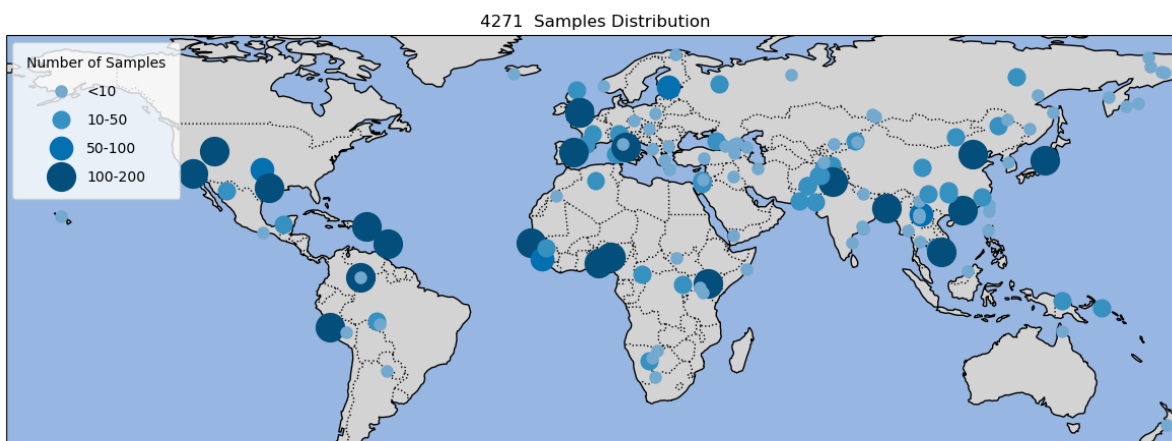 4271 Samples Distribution
Number of Samples
<10
10-50
50-100
100-200